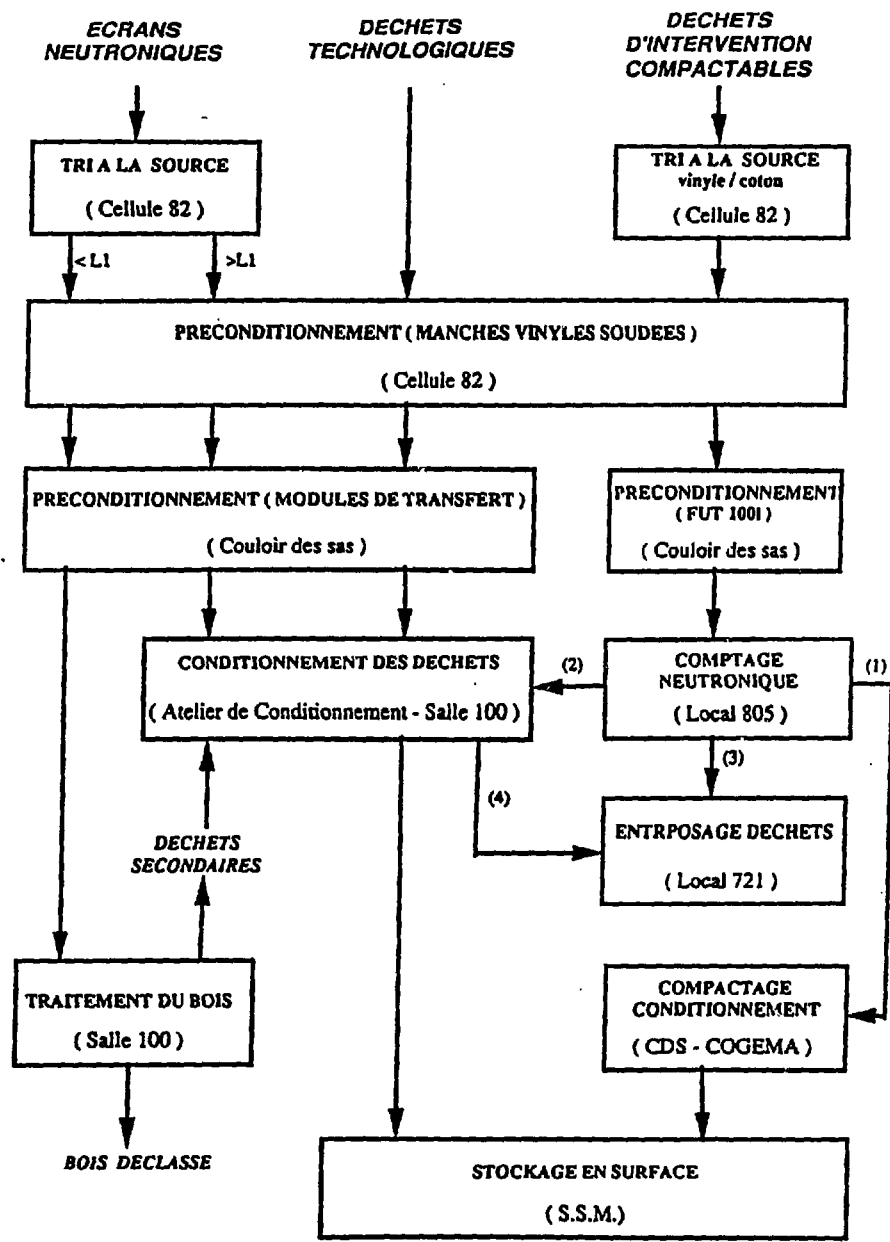 ECRANS
NEUTRONIQUES
DECHETS
TECHNOLOGIQUES
DECHETS
D'INTERVENTION
COMPACTABLES
TRI A LA SOURCE
( Cellule 82 )
TRI A LA SOURCE
vinyle / coton
( Cellule 82 )
< L1
>L1
PRECONDITIONNEMENT ( MANCHES VINYLES SOUDEES )
( Cellule 82 )
PRECONDITIONNEMENT ( MODULES DE TRANSFERT )
( Couloir des sas )
PRECONDITIONNEMENT
( FUT 100l )
( Couloir des sas )
CONDITIONNEMENT DES DECHETS
( Atelier de Conditionnement - Salle 100 )
(2)
COMPTAGE
NEUTRONIQUE
( Local 805 )
(1)
(3)
(4)
ENTRPOSAGE DECHETS
( Local 721 )
DECHETS
SECONDAIRES
TRAITEMENT DU BOIS
( Salle 100 )
COMPACTAGE
CONDITIONNEMENT
( CDS - COGEMA )
BOIS DECLASSE
STOCKAGE EN SURFACE
( S.S.M.)